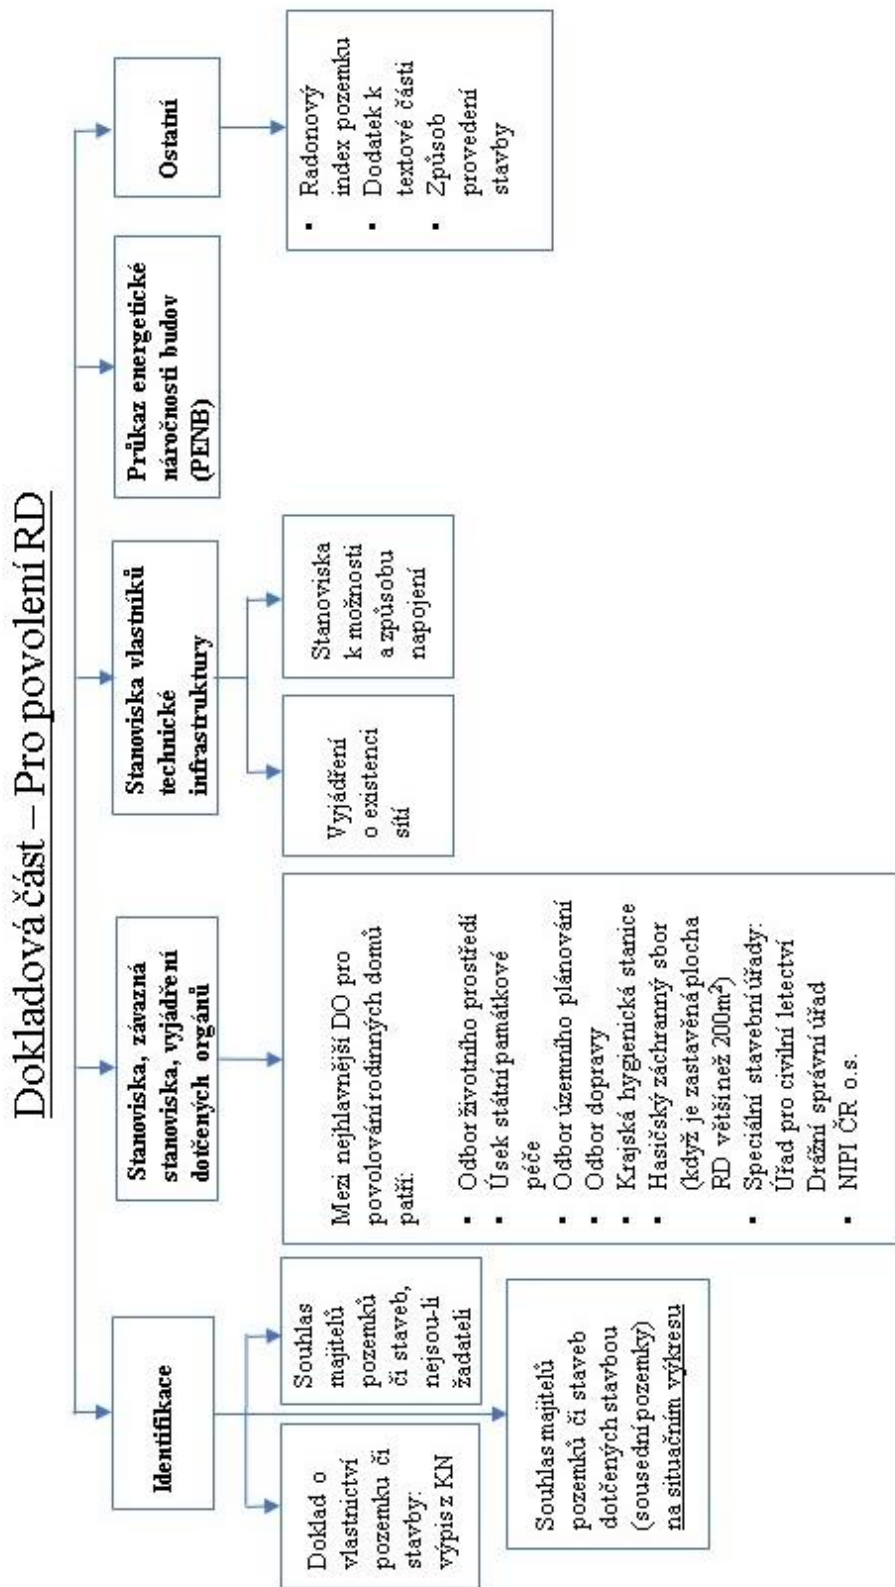 Dokladová část – Pro povolení RD
Identifikace
Doklad o
vlastnictví
pozemku či
stavby:
výpis z KN
Souhlas
majitelů
pozemků
či staveb,
nejsou-li
žadateli
Souhlas majitelů
pozemků či staveb
dotčených stavbou
(sousední pozemky)
na situačním výkresu
Stanoviska, závazná
stanoviska, vyjádření
dotčených orgánů
Mezi nejhlavnější DO pro
povolování rodinných domů
patří:
▪ Odbor životního prostředí
▪ Úsek státní památkové
péče
▪ Odbor územního plánování
▪ Odbor dopravy
▪ Krajská hygienická stanice
▪ Hasičský záchranný sbor
(když je zastavěná plocha
RD větší než 200m²)
▪ Speciální stavební úřady:
Úřad pro civilní letectví
Drážní správní úřad
▪ NIPI ČR o.s.
Stanoviska vlastníků
technické
infrastruktury
Vyjádření
o existenci
sítí
Stanoviska
k možnosti
a způsobu
napojení
Průkaz energetické
náročnosti budov
(PENB)
Ostatní
▪ Radonový
index pozemku
▪ Dodatek k
textové části
▪ Způsob
provedení
stavby